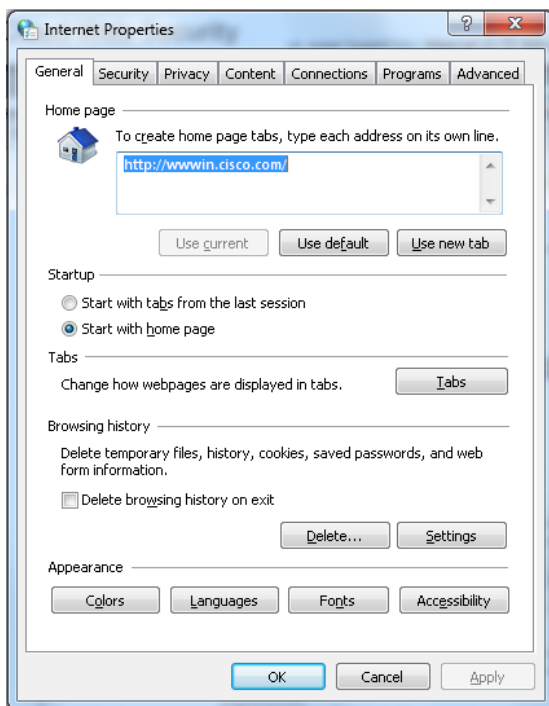 Internet Properties
General Security Privacy Content Connections Programs Advanced
Home page
To create home page tabs, type each address on its own line.
http://wwwin.cisco.com/
Use current Use default Use new tab
Startup
Start with tabs from the last session
Start with home page
Tabs
Change how webpages are displayed in tabs. Tabs
Browsing history
Delete temporary files, history, cookies, saved passwords, and web
form information.
Delete browsing history on exit
Delete... Settings
Appearance
Colors Languages Fonts Accessibility
OK Cancel Apply